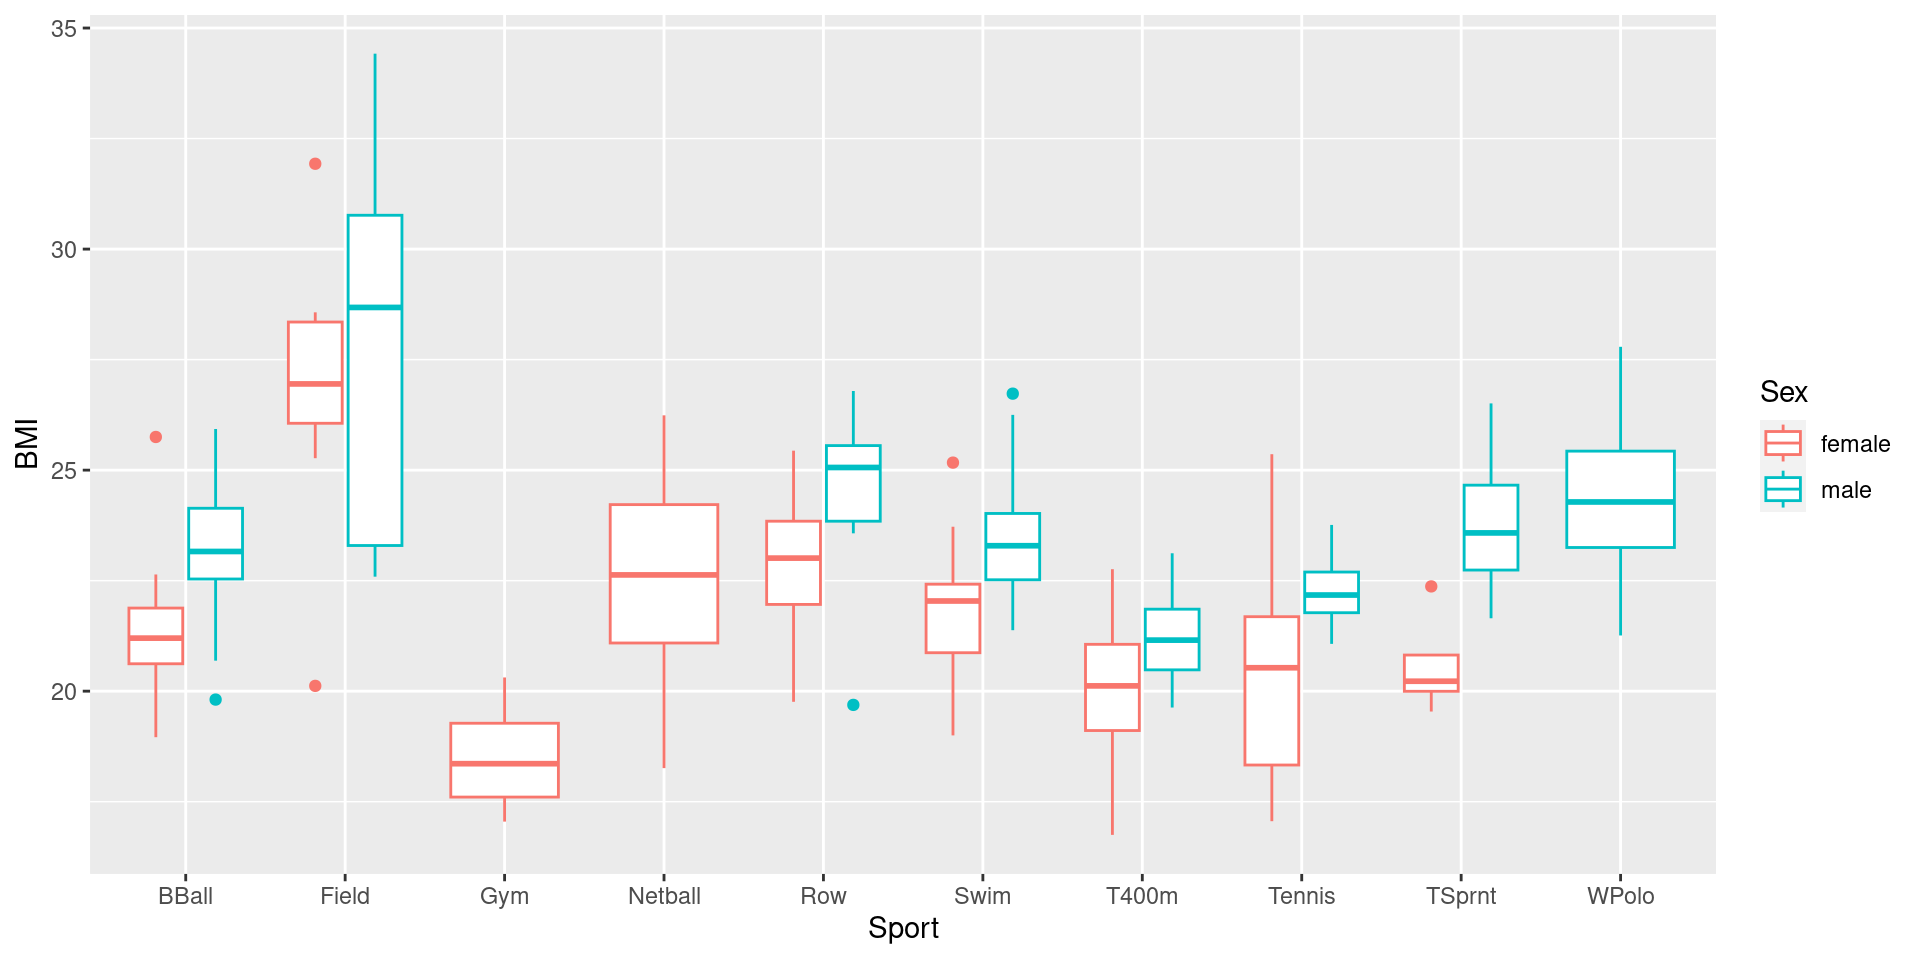 35
30
25
20
BMI
BBall Field Gym Netball Row Swim T400m Tennis TSprnt WPolo
Sport
Sex
female
male